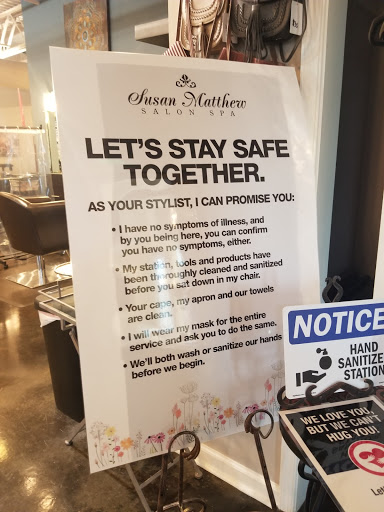 Susan Matthew
SALON SPA
LET'S STAY SAFE
TOGETHER.
AS YOUR STYLIST, I CAN PROMISE YOU:
• I have no symptoms of illness, and
by you being here, you can confirm
you have no symptoms, either.
• My station, tools and products have
been thoroughly cleaned and sanitized
before you sat down in my chair.
• Your cape, my apron and our towels
are clean.
• I will wear my mask for the entire
service and ask you to do the same.
• We'll both wash or sanitize our hands
before we begin.
NOTICE
HAND
SANITIZE
STATION
WE LOVE YOU,
BUT WE CAN'T
HUG YOU!